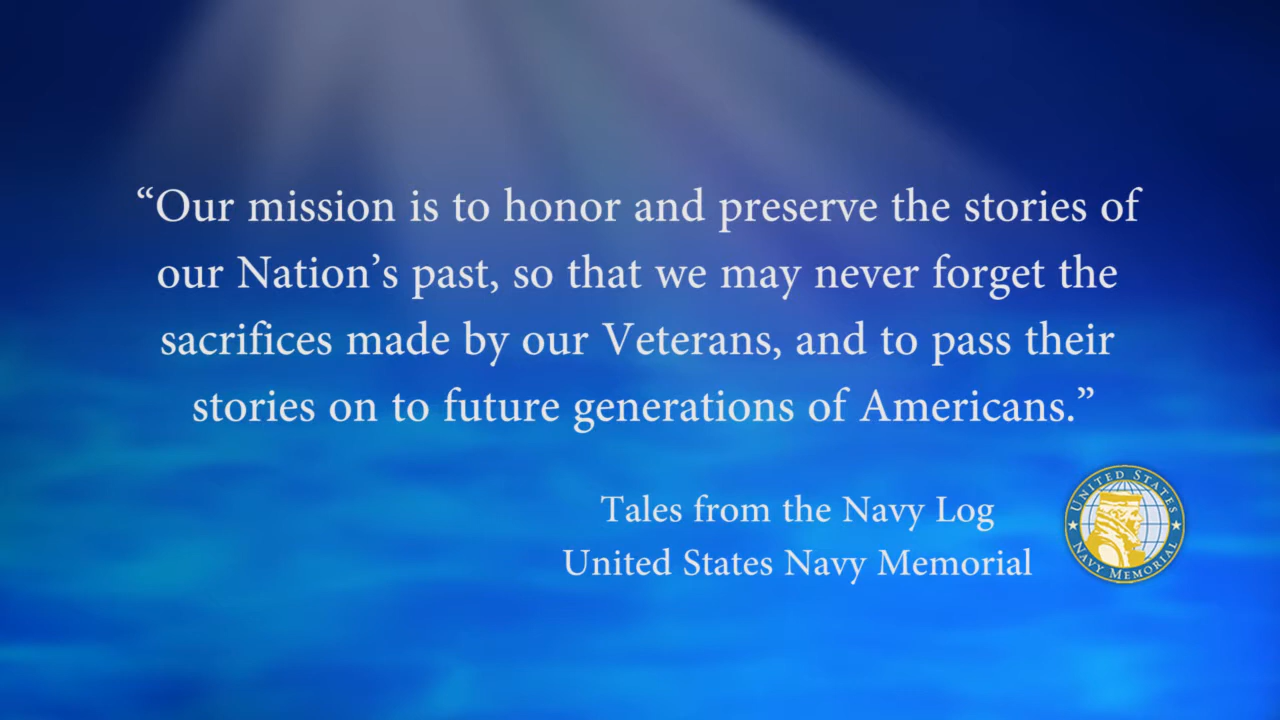 “Our mission is to honor and preserve the stories of
our Nation’s past, so that we may never forget the
sacrifices made by our Veterans, and to pass their
stories on to future generations of Americans.”
Tales from the Navy Log
United States Navy Memorial
UNITED STATES
NAVY MEMORIAL